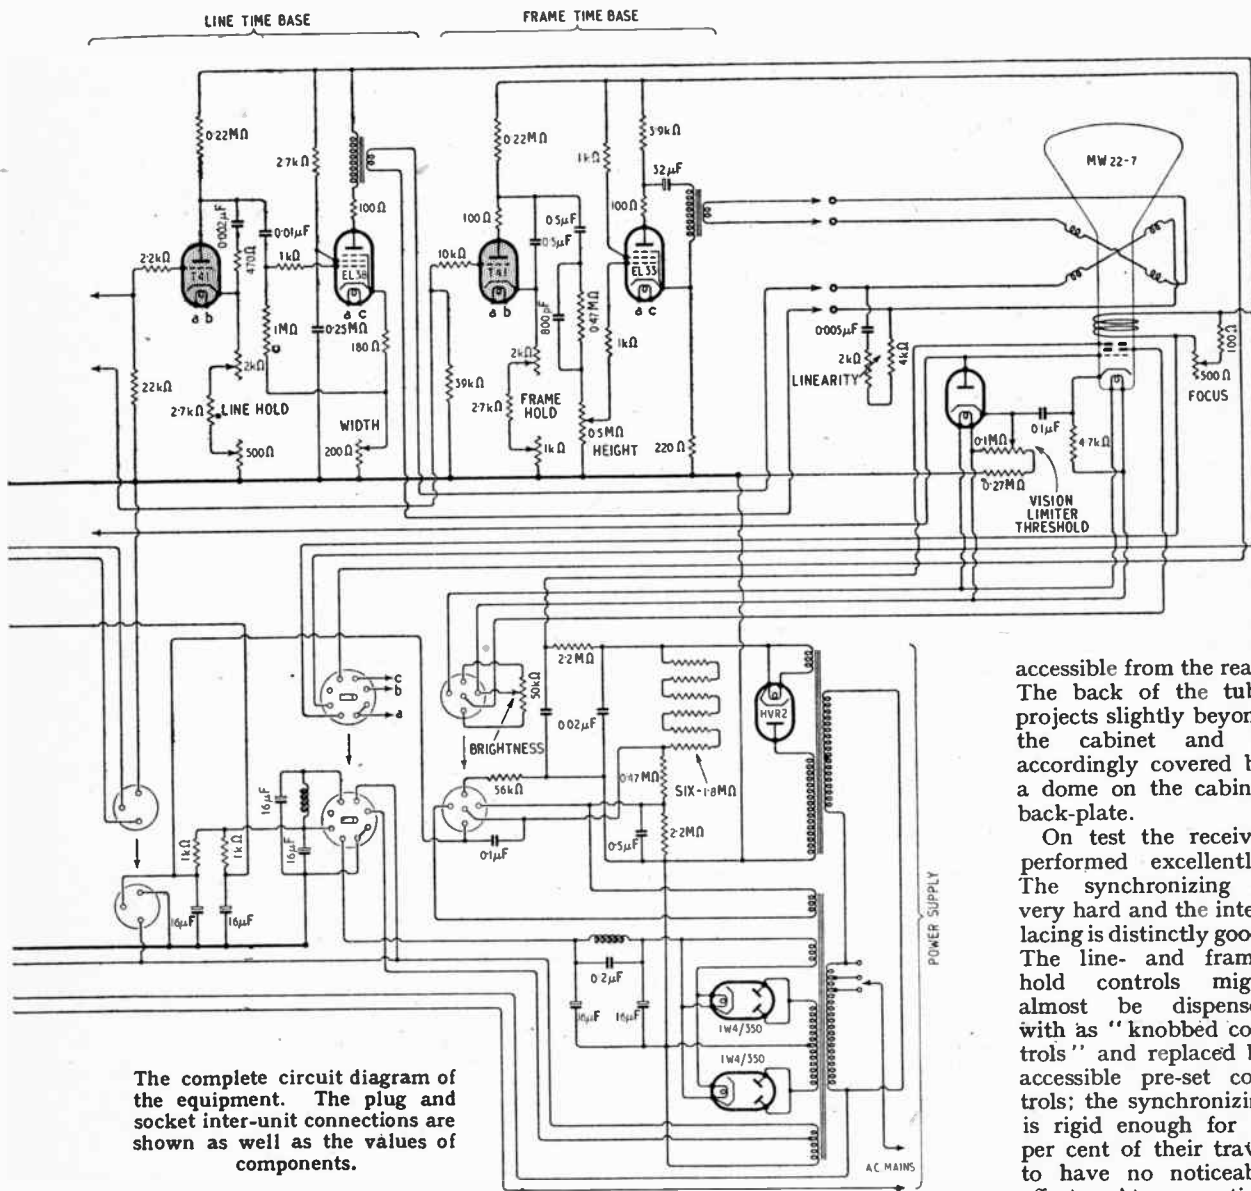 LINE TIME BASE
FRAME TIME BASE
0·22MΩ
2·7kΩ
100Ω
0·002μF
0·01μF
470Ω
2·2kΩ
T41
1kΩ
EL38
a b
a c
1MΩ
0·25MΩ
180Ω
22kΩ
2kΩ
2·7kΩ
LINE HOLD
500Ω
WIDTH
200Ω
0·22MΩ
1kΩ
3·9kΩ
32μF
100Ω
0·5μF
0·5μF
100Ω
10kΩ
T41
EL33
a b
a c
800pF
0·47MΩ
1kΩ
39kΩ
2kΩ
FRAME
HOLD
2·7kΩ
0·5MΩ
HEIGHT
1kΩ
220Ω
MW 22-7
0·005μF
2kΩ
4kΩ
LINEARITY
100Ω
500Ω
FOCUS
0·1μF
0·1MΩ
4·7kΩ
0·27MΩ
VISION
LIMITER
THRESHOLD
c
b
a
50kΩ
BRIGHTNESS
2·2MΩ
0·02μF
HVR2
56kΩ
0·47MΩ
SIX-1·8MΩ
2·2MΩ
0·1μF
0·5μF
16μF
16μF
1kΩ
1kΩ
16μF
16μF
0·2μF
16μF
16μF
1W4/350
1W4/350
POWER SUPPLY
A C MAINS
The complete circuit diagram of
the equipment. The plug and
socket inter-unit connections are
shown as well as the values of
components.
accessible from the rea
The back of the tub
projects slightly beyon
the cabinet and
accordingly covered b
a dome on the cabin
back-plate.
On test the receiv
performed excellentl
The synchronizing
very hard and the inte
lacing is distinctly goo
The line- and fram
hold controls mig
almost be dispense
with as "knobbed co
trols" and replaced b
accessible pre-set co
trols; the synchronizin
is rigid enough for
per cent of their trav
to have no noticeab